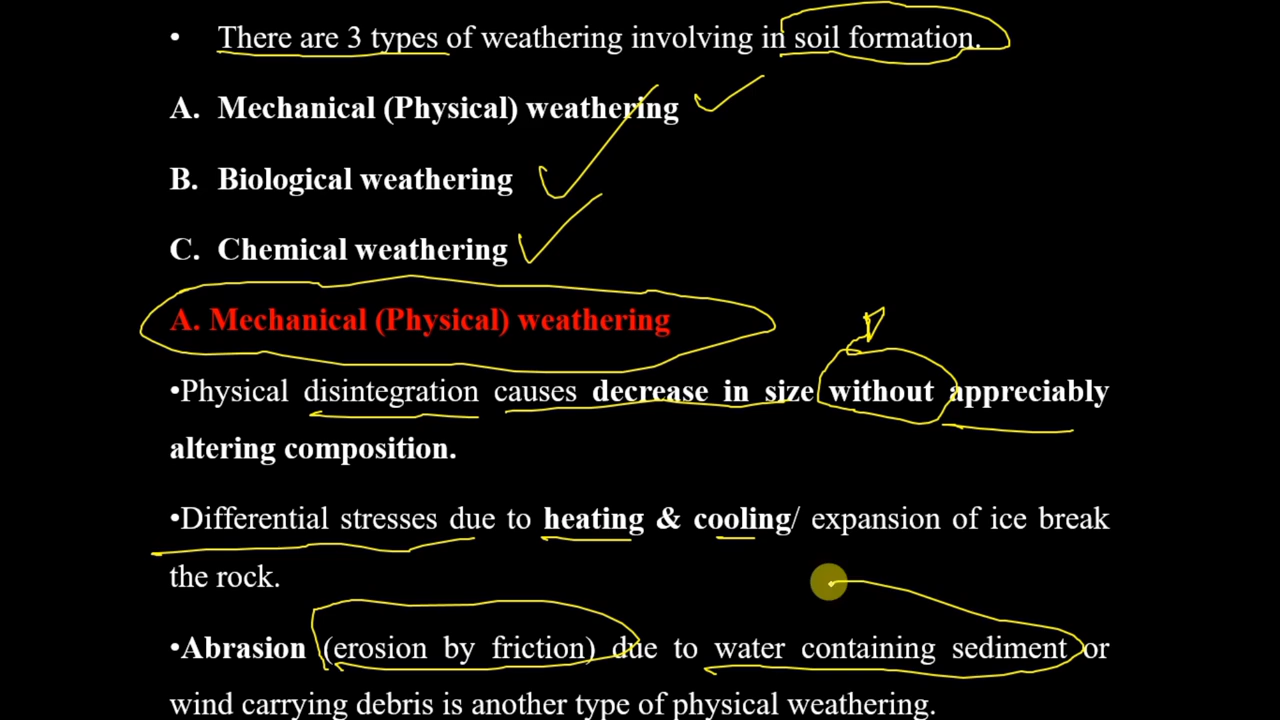 • There are 3 types of weathering involving in soil formation.
A. Mechanical (Physical) weathering
B. Biological weathering
C. Chemical weathering
A. Mechanical (Physical) weathering
•Physical disintegration causes decrease in size without appreciably
altering composition.
•Differential stresses due to heating & cooling/ expansion of ice break
the rock.
•Abrasion (erosion by friction) due to water containing sediment or
wind carrying debris is another type of physical weathering.